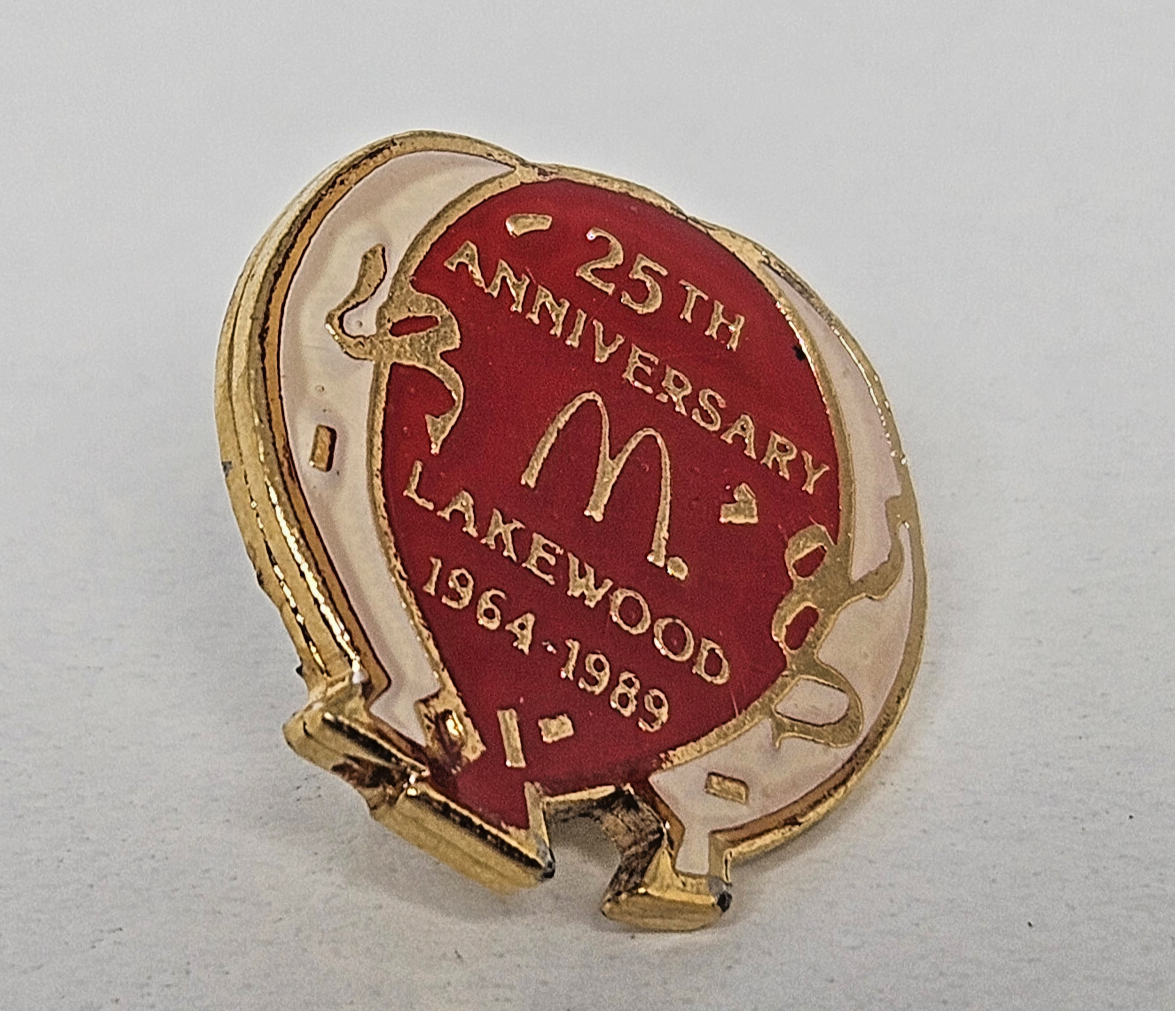 25TH
ANNIVERSARY
M
LAKEWOOD
1964-1989